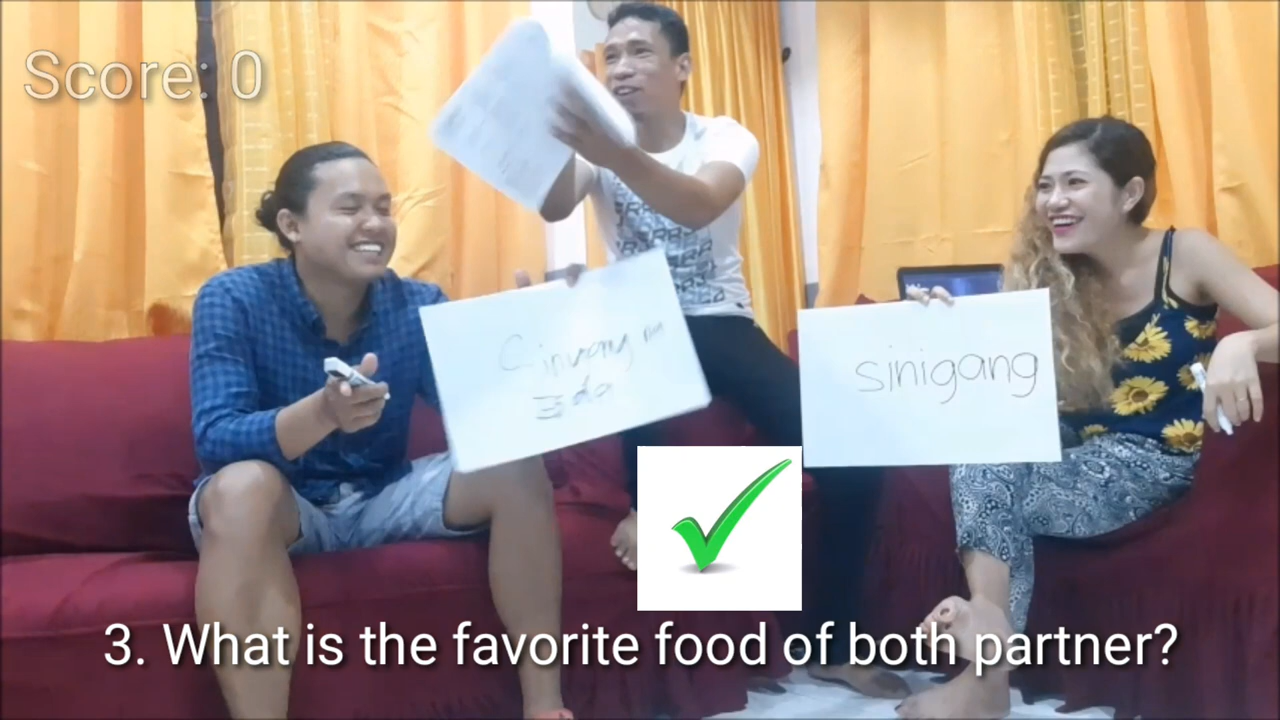 Score: 0
sinigang
3. What is the favorite food of both partner?